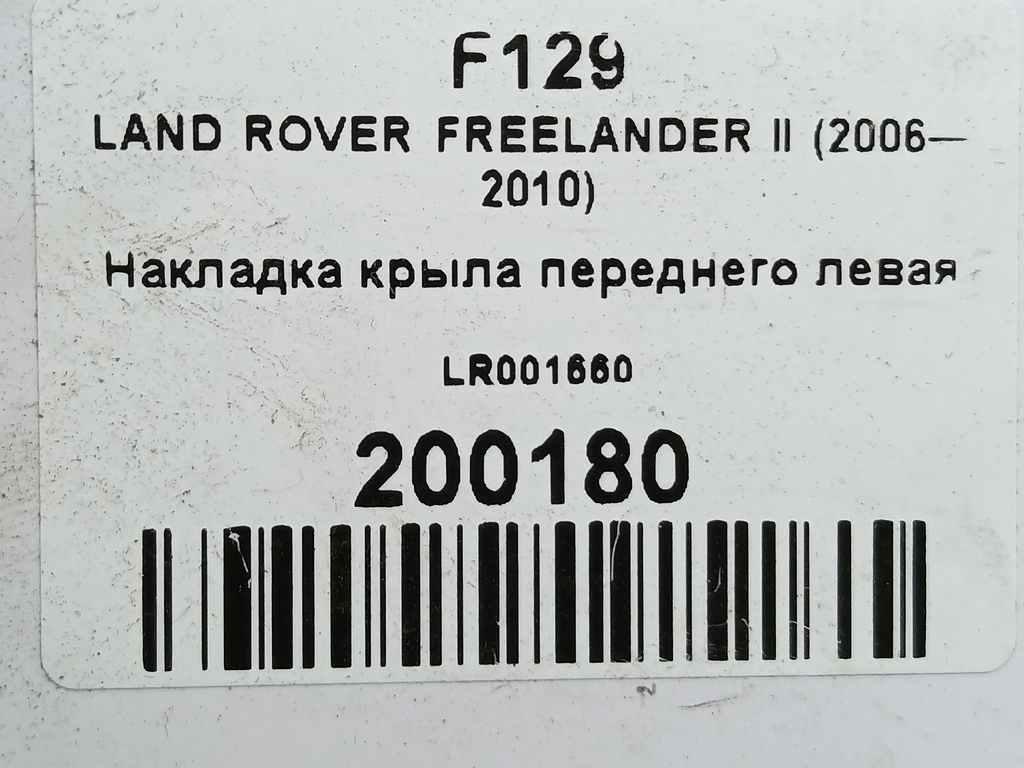 F129
LAND ROVER FREELANDER II (2006—
2010)
Накладка крыла переднего левая
LR001660
200180